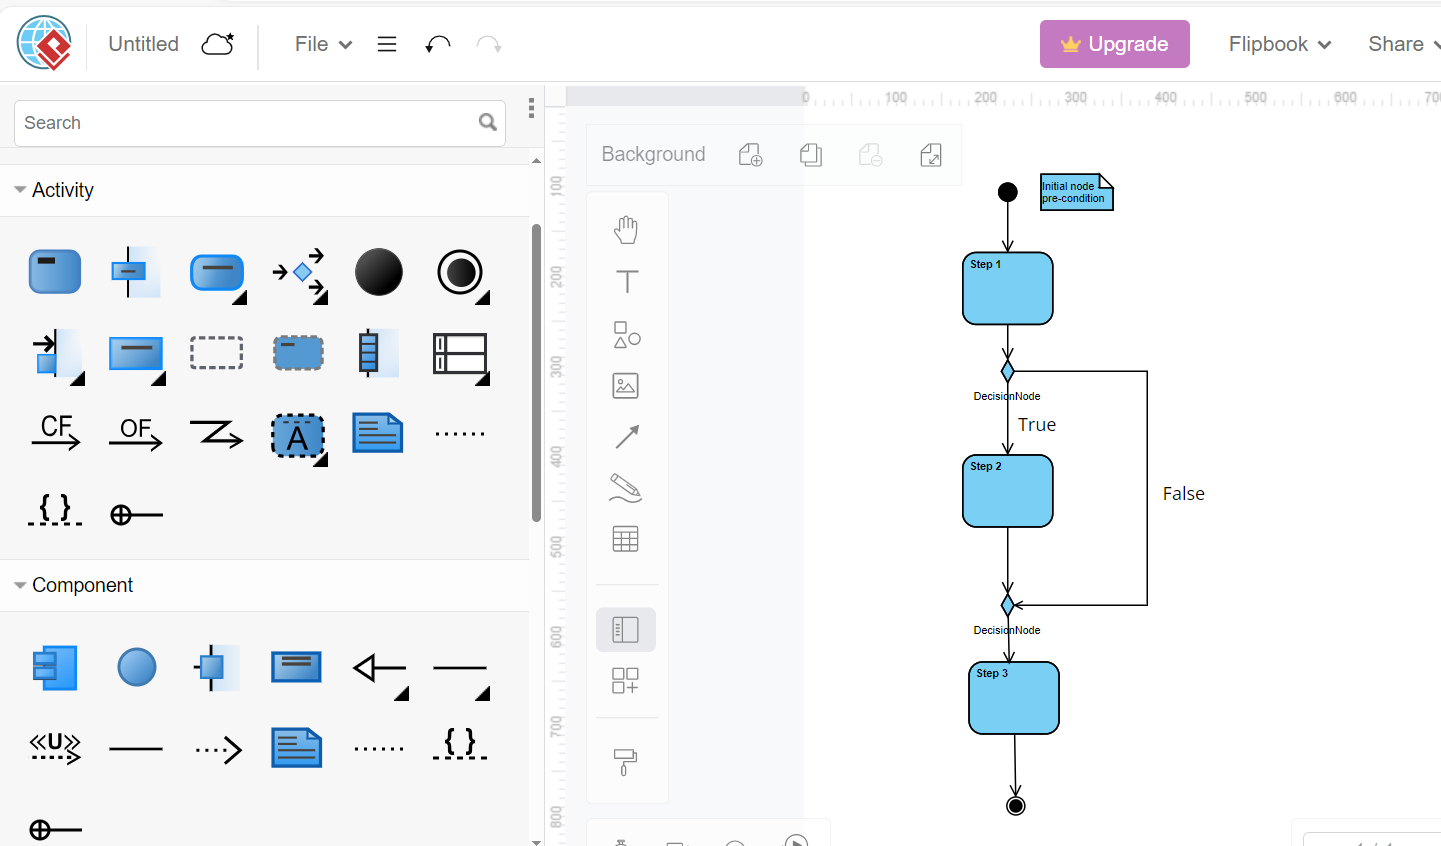 Untitled
File
Upgrade
Flipbook
Share
Search
Activity
CF
OF
A
{ }
Component
<<U>>
{ }
0 100 200 300 400 500 600 700
100
200
300
400
500
600
700
800
Background
T
Initial node
pre-condition
Step 1
DecisionNode
True
Step 2
False
DecisionNode
Step 3